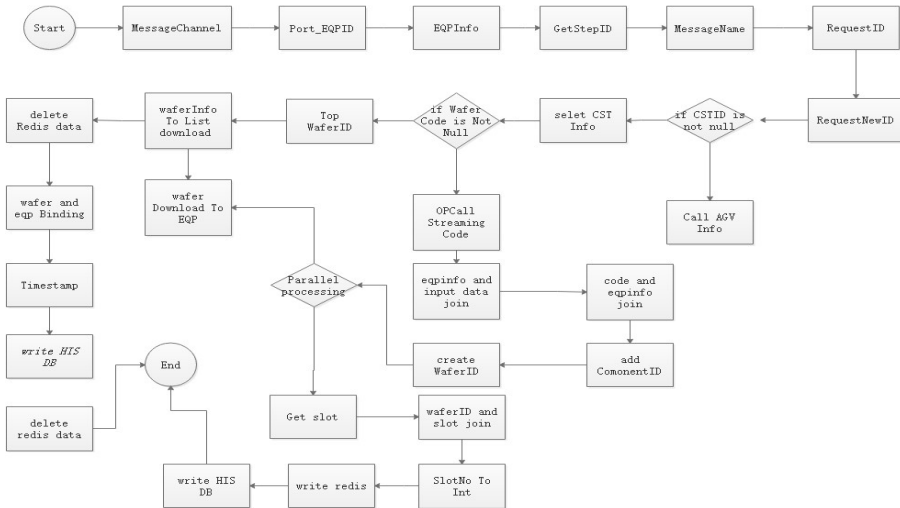 Start
MessageChannel
Port_EQPID
EQPInfo
GetStepID
MessageName
RequestID
delete
Redis data
waferInfo
To List
download
Top
WaferID
if Wafer
Code is Not
Null
selet CST
Info
if CSTID is
not null
RequestNewID
wafer and
eqp Binding
wafer
Download To
EQP
OPCall
Streaming
Code
Call AGV
Info
Timestamp
Parallel
processing
eqpinfo and
input data
join
code and
eqpinfo
join
write HIS
DB
End
create
WaferID
add
ComonentID
delete
redis data
Get slot
waferID and
slot join
write HIS
DB
write redis
SlotNo To
Int